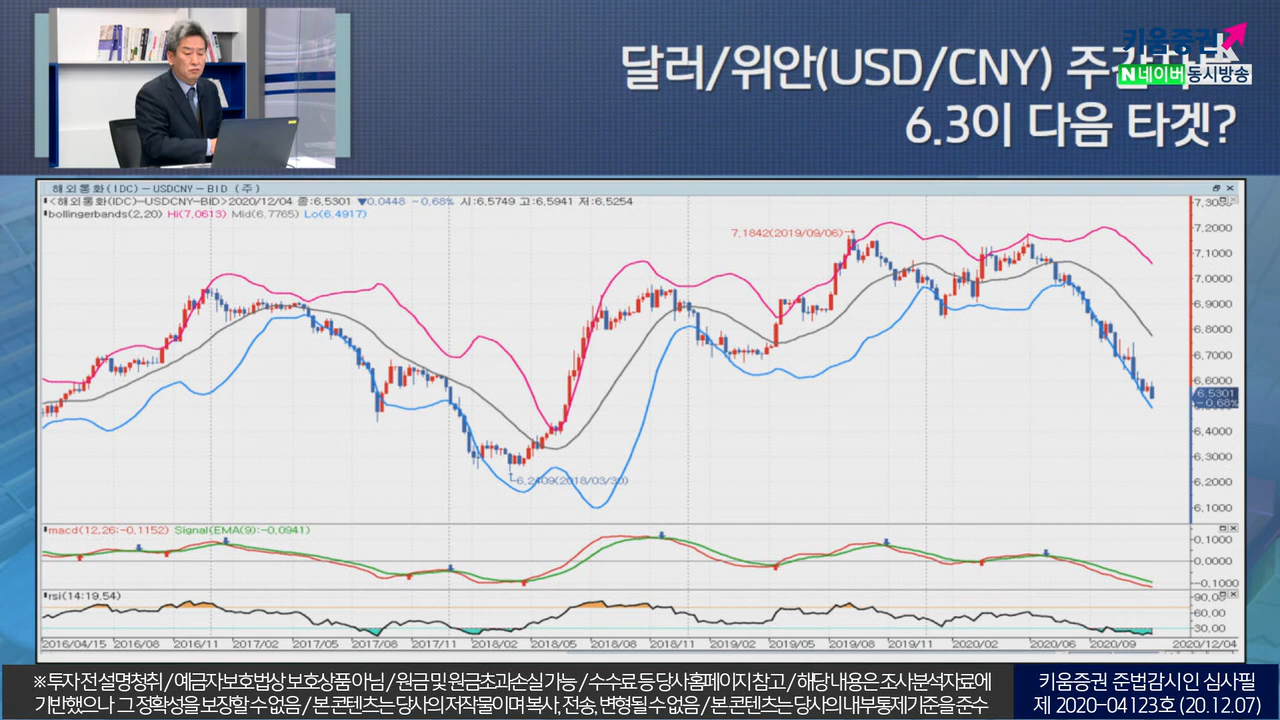 키움증권
N 네이버 동시방송
달러/위안(USD/CNY)
6.3이 다음 타겟?
해외통화(IDC)-USDCNY-BID (주)
<해외통화(IDC)-USDCNY-BID>2020/12/04 종:6.5301 ▼0.0448 -0.68% 시:6.5749 고:6.5941 저:6.5254
bollingerbands(2,20) Hi(7.0613) Mid(6.7765) Lo(6.4917)
7.1842(2019/09/06)
6.2409(2018/03/30)
7.2000
7.1000
7.0000
6.9000
6.8000
6.7000
6.6000
6.5301
-0.68%
6.4000
6.3000
6.2000
6.1000
macd(12,26:-0.1152) Signal(EMA(9):-0.0941)
0.1000
0.0000
-0.1000
rsi(14:19.54)
60.00
30.00
2016/04/15 2016/08 2016/11 2017/02 2017/05 2017/08 2017/11 2018/02 2018/05 2018/08 2018/11 2019/02 2019/05 2019/08 2019/11 2020/02 2020/06 2020/09 2020/12/04
※ 투자 전 설명청취 / 예금자보호법상 보호상품 아님 / 원금 및 원금초과손실 가능 / 수수료 등 당사홈페이지 참고 / 해당 내용은 조사분석자료에
기반했으나 그 정확성을 보장할 수 없음 / 본 콘텐츠는 당사의 저작물이며 복사, 전송, 변형될 수 없음 / 본 콘텐츠는 당사의 내부통제기준을 준수
키움증권 준법감시인 심사필
제 2020-04123호 (20.12.07)